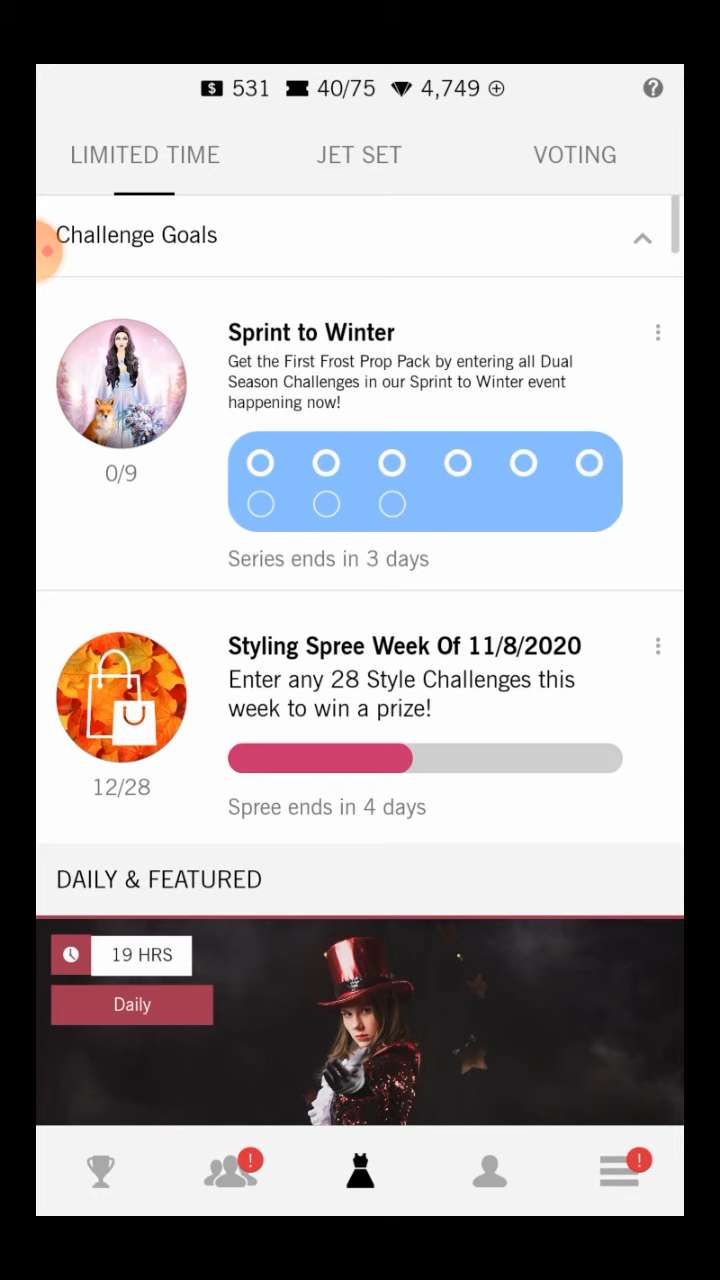 $ 531 40/75 4,749
?
LIMITED TIME JET SET VOTING
Challenge Goals
Sprint to Winter
Get the First Frost Prop Pack by entering all Dual
Season Challenges in our Sprint to Winter event
happening now!
0/9
Series ends in 3 days
Styling Spree Week Of 11/8/2020
Enter any 28 Style Challenges this
week to win a prize!
12/28
Spree ends in 4 days
DAILY & FEATURED
19 HRS
Daily
! !